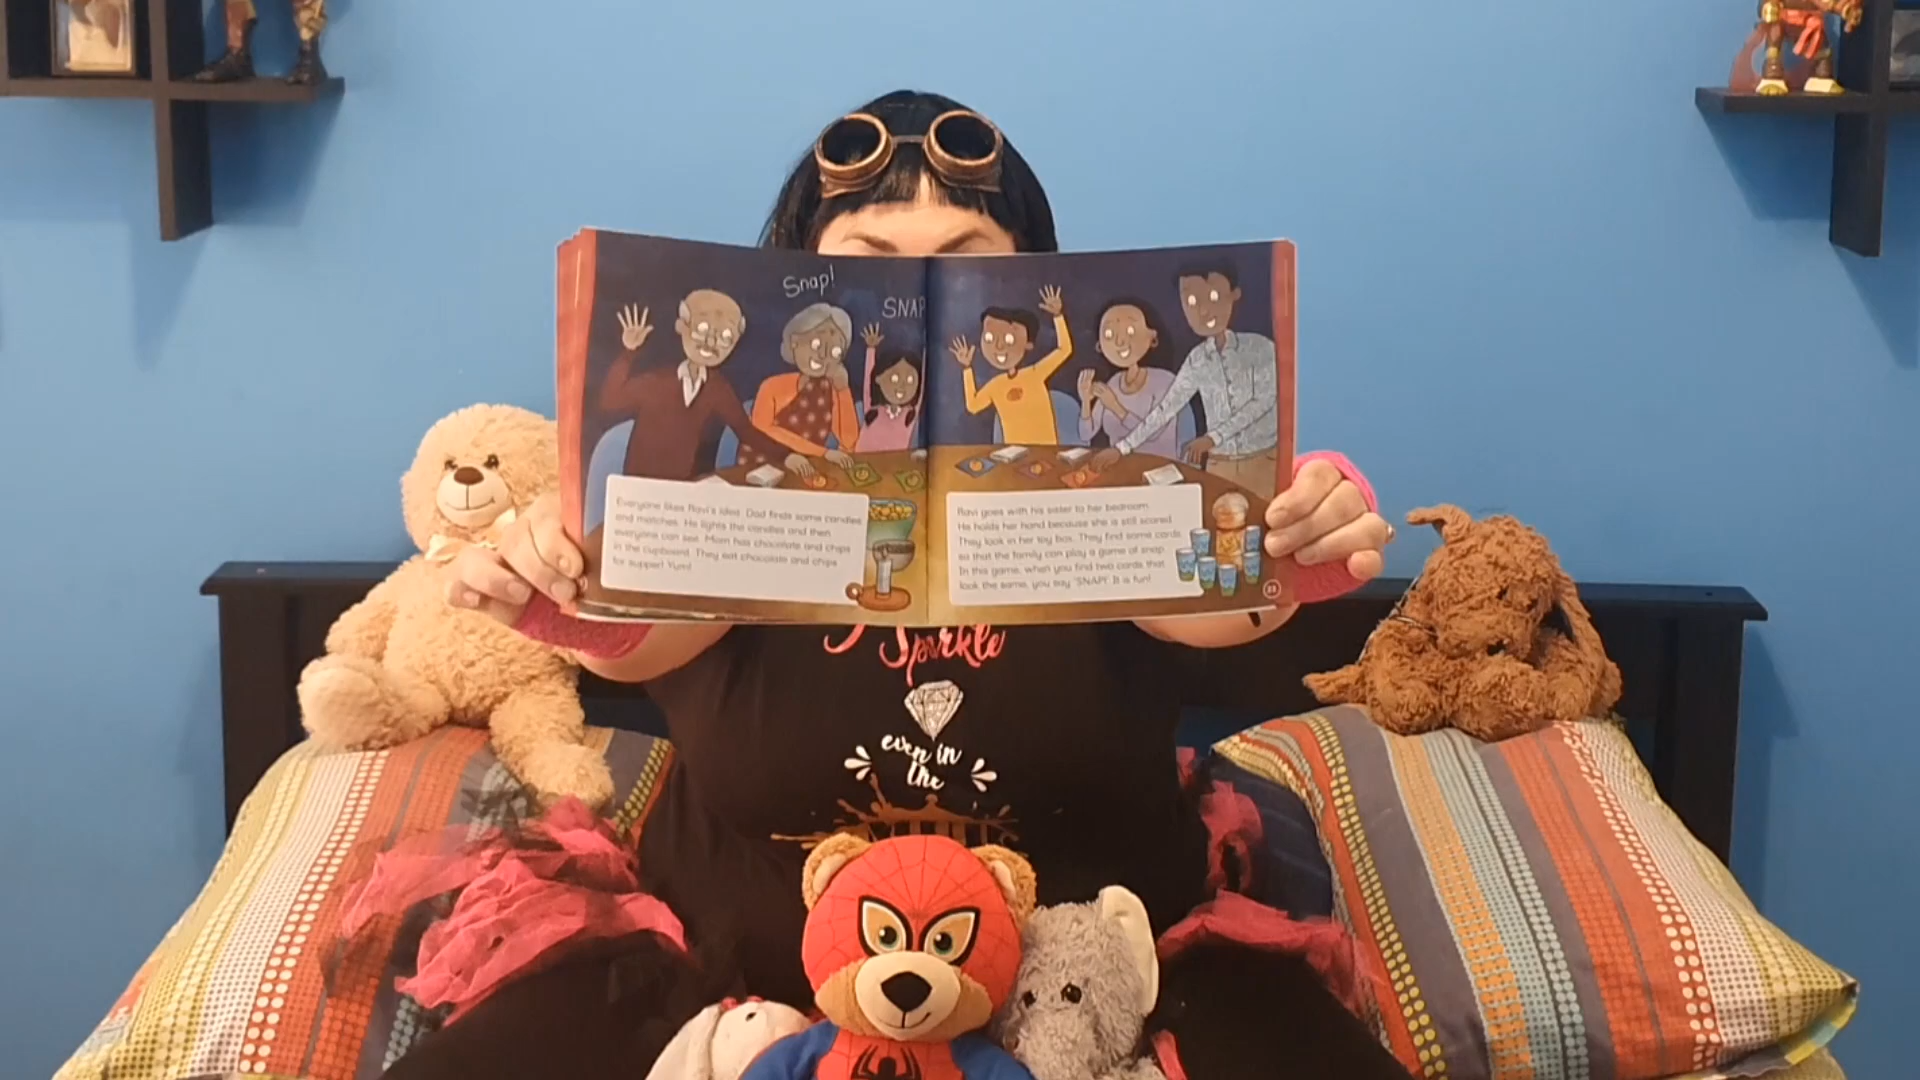 Snap!
SNAP
Everyone likes Ravi's idea. Dad finds some candles
and matches. He lights the candles and then
everyone can see. Mom has chocolate and chips
in the cupboard. They eat chocolate and chips
for supper! Yum!
Ravi goes with his sister to her bedroom.
He holds her hand because she is still scared.
They look in her toy box. They find some cards
so that the family can play a game of snap.
In this game, when you find two cards that
look the same, you say 'SNAP!' It is fun!
Sparkle
even in
the